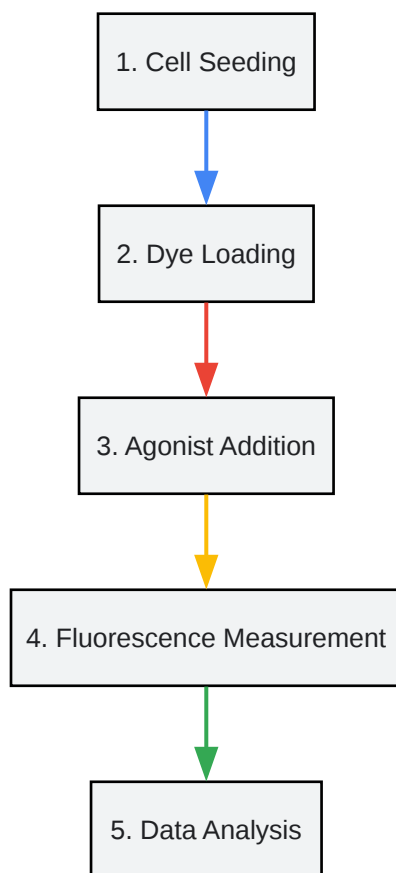 1. Cell Seeding
2. Dye Loading
3. Agonist Addition
4. Fluorescence Measurement
5. Data Analysis